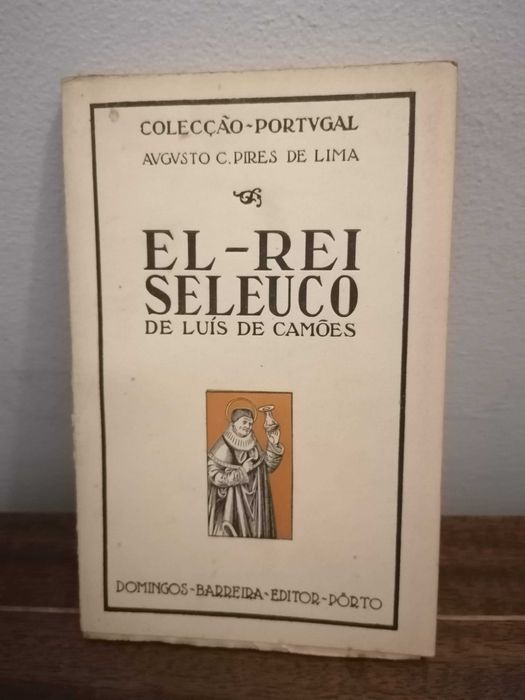 COLECÇÃO-PORTVGAL
AVGVSTO C. PIRES DE LIMA
EL-REI
SELEUCO
DE LUÍS DE CAMÕES
DOMINGOS-BARREIRA-EDITOR-PÔRTO